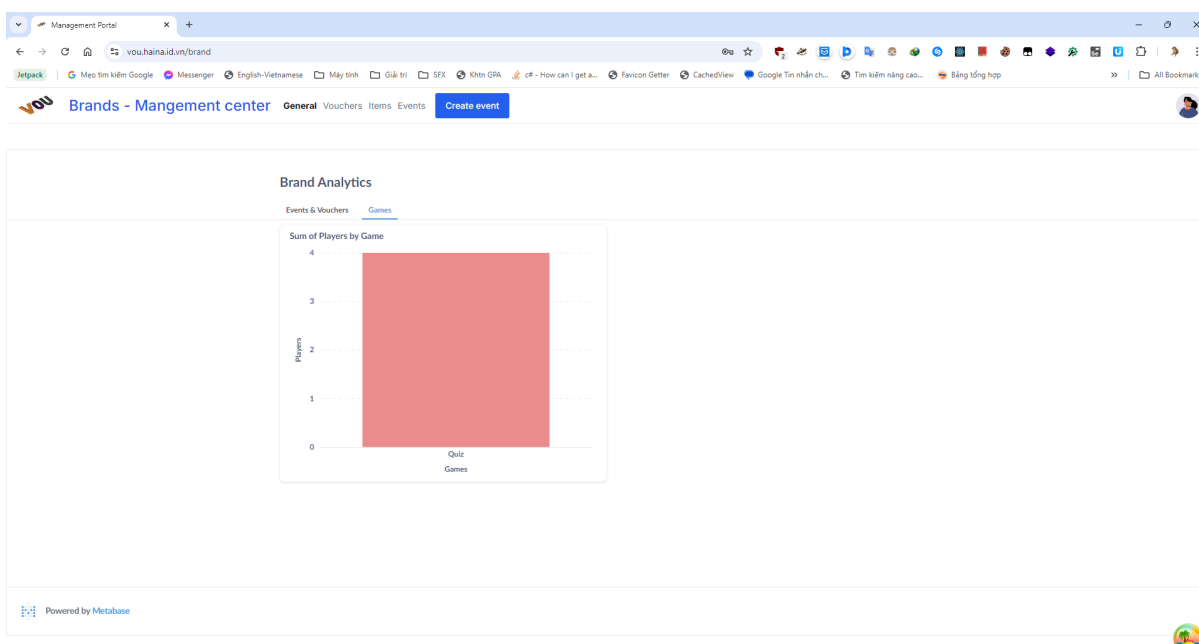 Management Portal
vou.haina.id.vn/brand
Jetpack Mẹo tìm kiếm Google Messenger English-Vietnamese Máy tính Giải trí SFX Khtn GPA c# - How can I get a... Favicon Getter CachedView Google Tin nhắn ch... Tìm kiếm nâng cao... Bảng tổng hợp All Bookmark
VOU Brands - Mangement center General Vouchers Items Events Create event
Brand Analytics
Events & Vouchers Games
Sum of Players by Game
4
3
2
1
0
Players
Quiz
Games
Powered by Metabase